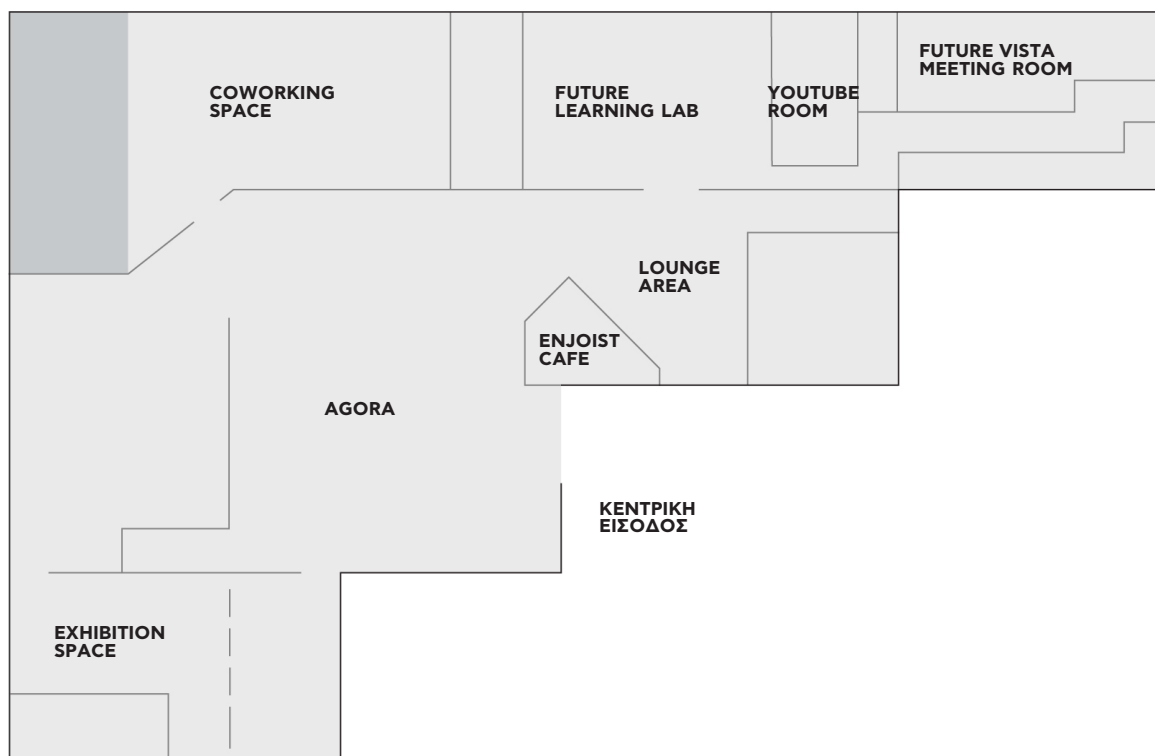 COWORKING
SPACE
FUTURE
LEARNING LAB
YOUTUBE
ROOM
FUTURE VISTA
MEETING ROOM
LOUNGE
AREA
ENJOIST
CAFE
AGORA
ΚΕΝΤΡΙΚΗ
ΕΙΣΟΔΟΣ
EXHIBITION
SPACE